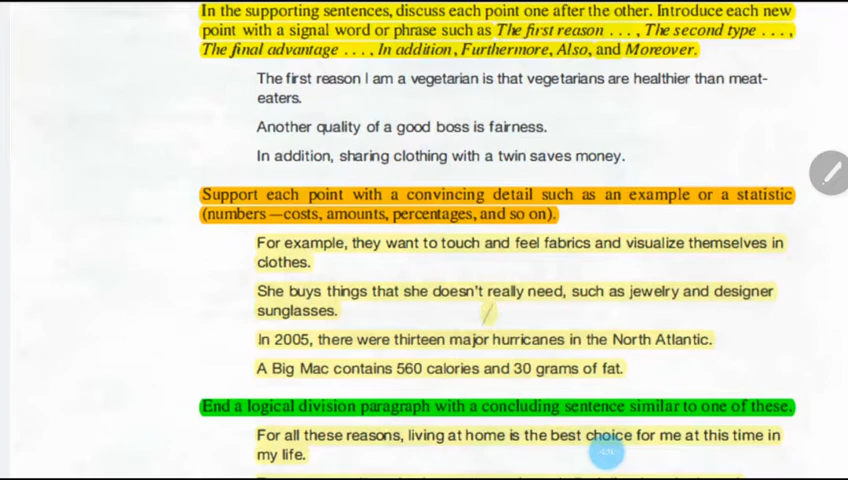 In the supporting sentences, discuss each point one after the other. Introduce each new
point with a signal word or phrase such as The first reason . . . , The second type . . . ,
The final advantage . . . , In addition, Furthermore, Also, and Moreover.
The first reason I am a vegetarian is that vegetarians are healthier than meat-
eaters.
Another quality of a good boss is fairness.
In addition, sharing clothing with a twin saves money.
Support each point with a convincing detail such as an example or a statistic
(numbers—costs, amounts, percentages, and so on).
For example, they want to touch and feel fabrics and visualize themselves in
clothes.
She buys things that she doesn't really need, such as jewelry and designer
sunglasses.
In 2005, there were thirteen major hurricanes in the North Atlantic.
A Big Mac contains 560 calories and 30 grams of fat.
End a logical division paragraph with a concluding sentence similar to one of these.
For all these reasons, living at home is the best choice for me at this time in
my life.